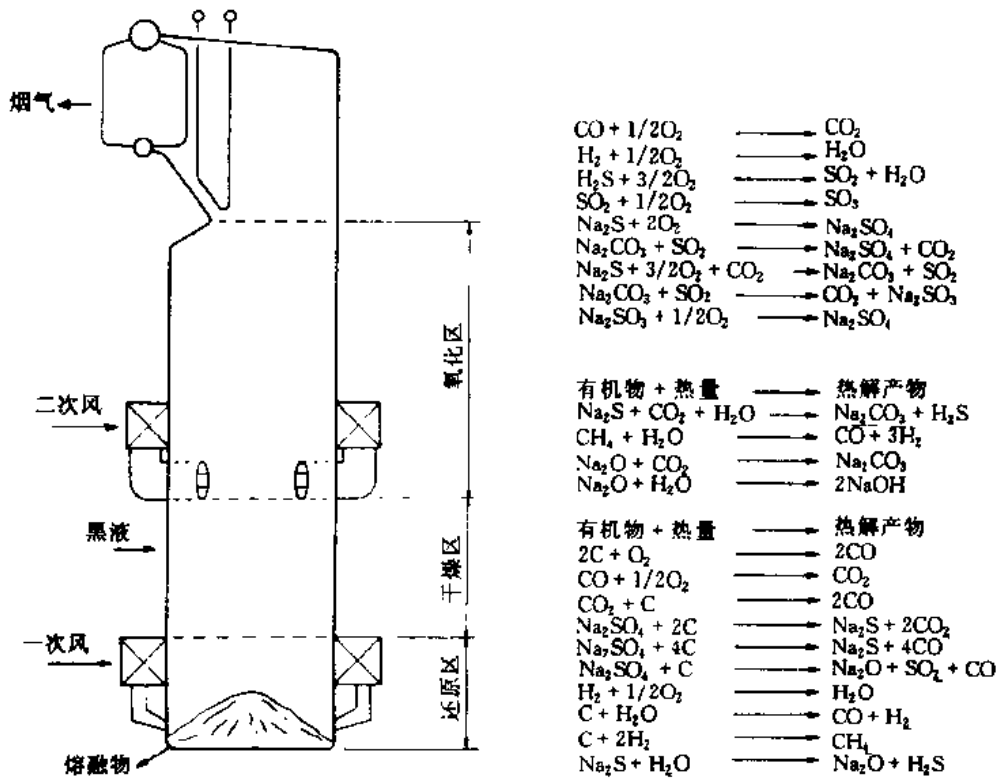 烟气
二次风
黑液
一次风
熔融物
氧化区
干燥区
还原区
CO + 1/2O₂ → CO₂
H₂ + 1/2O₂ → H₂O
H₂S + 3/2O₂ → SO₂ + H₂O
SO₂ + 1/2O₂ → SO₃
Na₂S + 2O₂ → Na₂SO₄
Na₂CO₃ + SO₂ → Na₂SO₄ + CO₂
Na₂S + 3/2O₂ + CO₂ → Na₂CO₃ + SO₂
Na₂CO₃ + SO₂ → CO₂ + Na₂SO₃
Na₂SO₃ + 1/2O₂ → Na₂SO₄
有机物 + 热量 → 热解产物
Na₂S + CO₂ + H₂O → Na₂CO₃ + H₂S
CH₄ + H₂O → CO + 3H₂
Na₂O + CO₂ → Na₂CO₃
Na₂O + H₂O → 2NaOH
有机物 + 热量 → 热解产物
2C + O₂ → 2CO
CO + 1/2O₂ → CO₂
CO₂ + C → 2CO
Na₂SO₄ + 2C → Na₂S + 2CO₂
Na₂SO₄ + 4C → Na₂S + 4CO
Na₂SO₄ + C → Na₂O + SO₂ + CO
H₂ + 1/2O₂ → H₂O
C + H₂O → CO + H₂
C + 2H₂ → CH₄
Na₂S + H₂O → Na₂O + H₂S